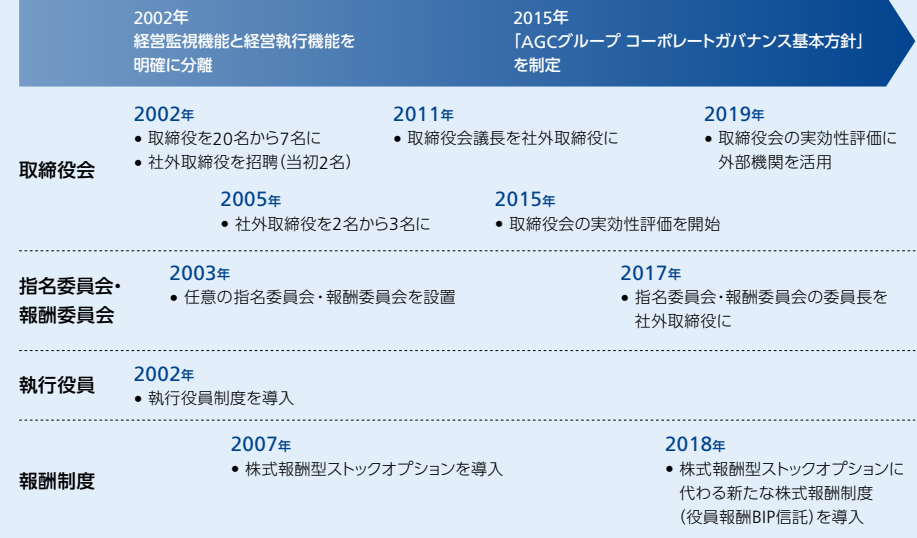 2002年
経営監視機能と経営執行機能を
明確に分離
2015年
「AGCグループ コーポレートガバナンス基本方針」
を制定
取締役会
2002年
• 取締役を20名から7名に
• 社外取締役を招聘(当初2名)
2005年
• 社外取締役を2名から3名に
2011年
• 取締役会議長を社外取締役に
2015年
• 取締役会の実効性評価を開始
2019年
• 取締役会の実効性評価に
外部機関を活用
指名委員会・
報酬委員会
2003年
• 任意の指名委員会・報酬委員会を設置
2017年
• 指名委員会・報酬委員会の委員長を
社外取締役に
執行役員
2002年
• 執行役員制度を導入
報酬制度
2007年
• 株式報酬型ストックオプションを導入
2018年
• 株式報酬型ストックオプションに
代わる新たな株式報酬制度
(役員報酬BIP信託)を導入